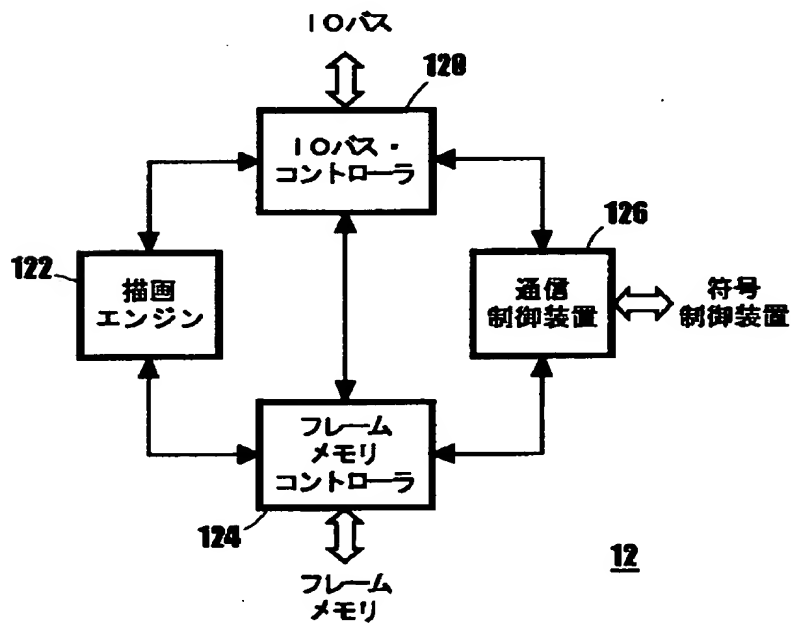 IOバス
120
IOバス・
コントローラ
122
描画
エンジン
126
通信
制御装置
符号
制御装置
フレーム
メモリ
コントローラ
124
フレーム
メモリ
12